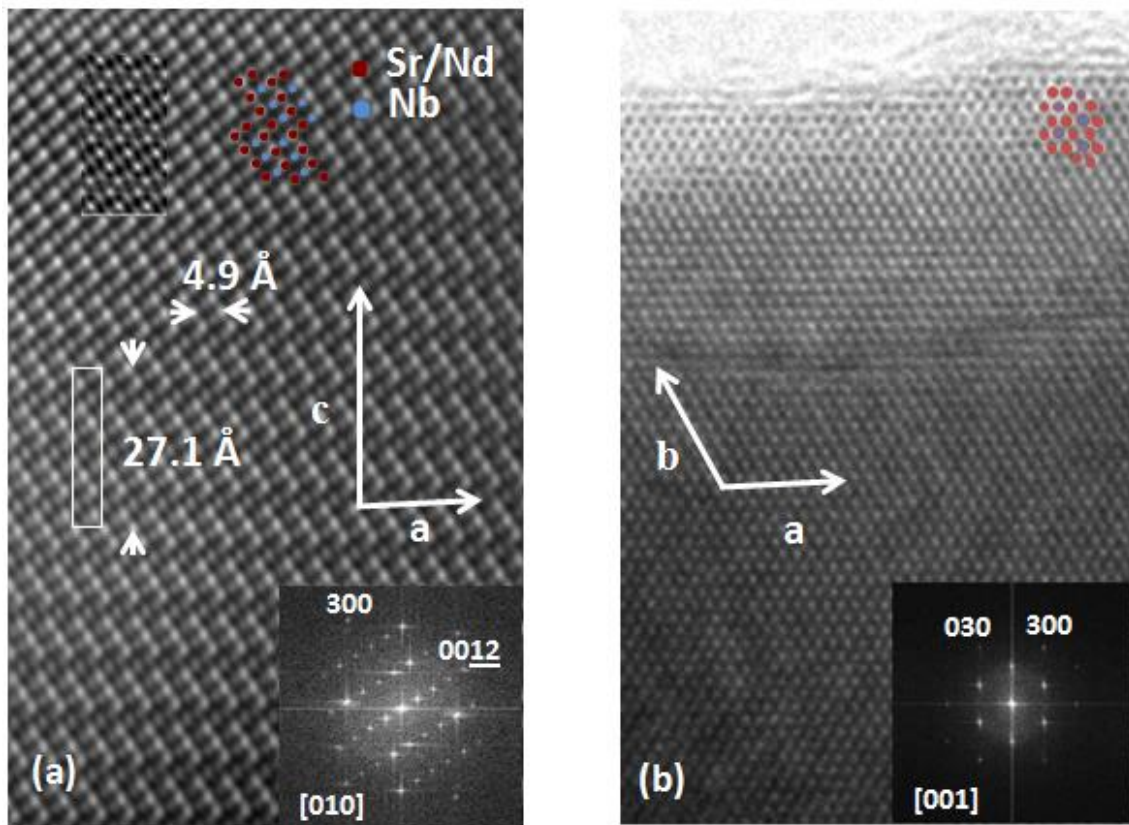 Sr/Nd
Nb
4.9 Å
27.1 Å
c
a
300
0012
(a)
[010]
b
a
030 300
(b)
[001]